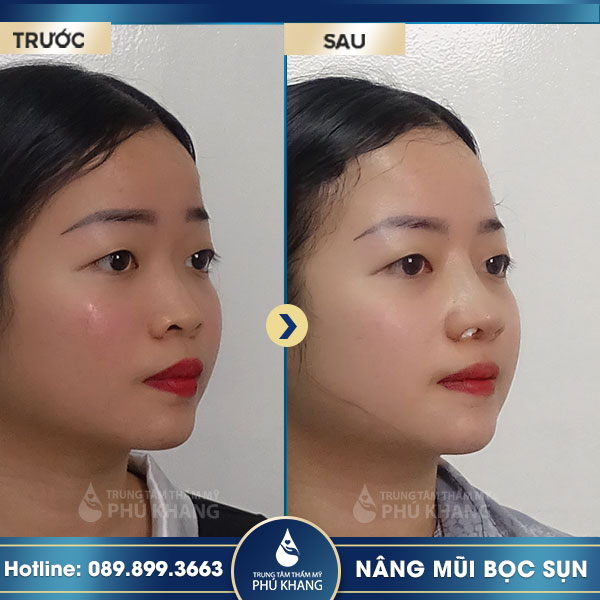 TRƯỚC
SAU
TRUNG TÂM THẨM MỸ
PHÚ KHANG
TRUNG TÂM THẨM MỸ
PHÚ KHANG
Hotline: 089.899.3663
TRUNG TÂM THẨM MỸ
PHÚ KHANG
NÂNG MŨI BỌC SỤN